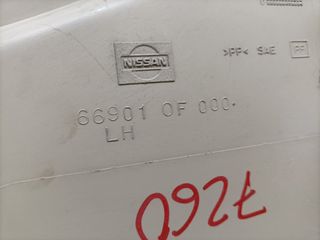 NISSAN
>PP< SAE PP
66901 0F 000.
LH
7260